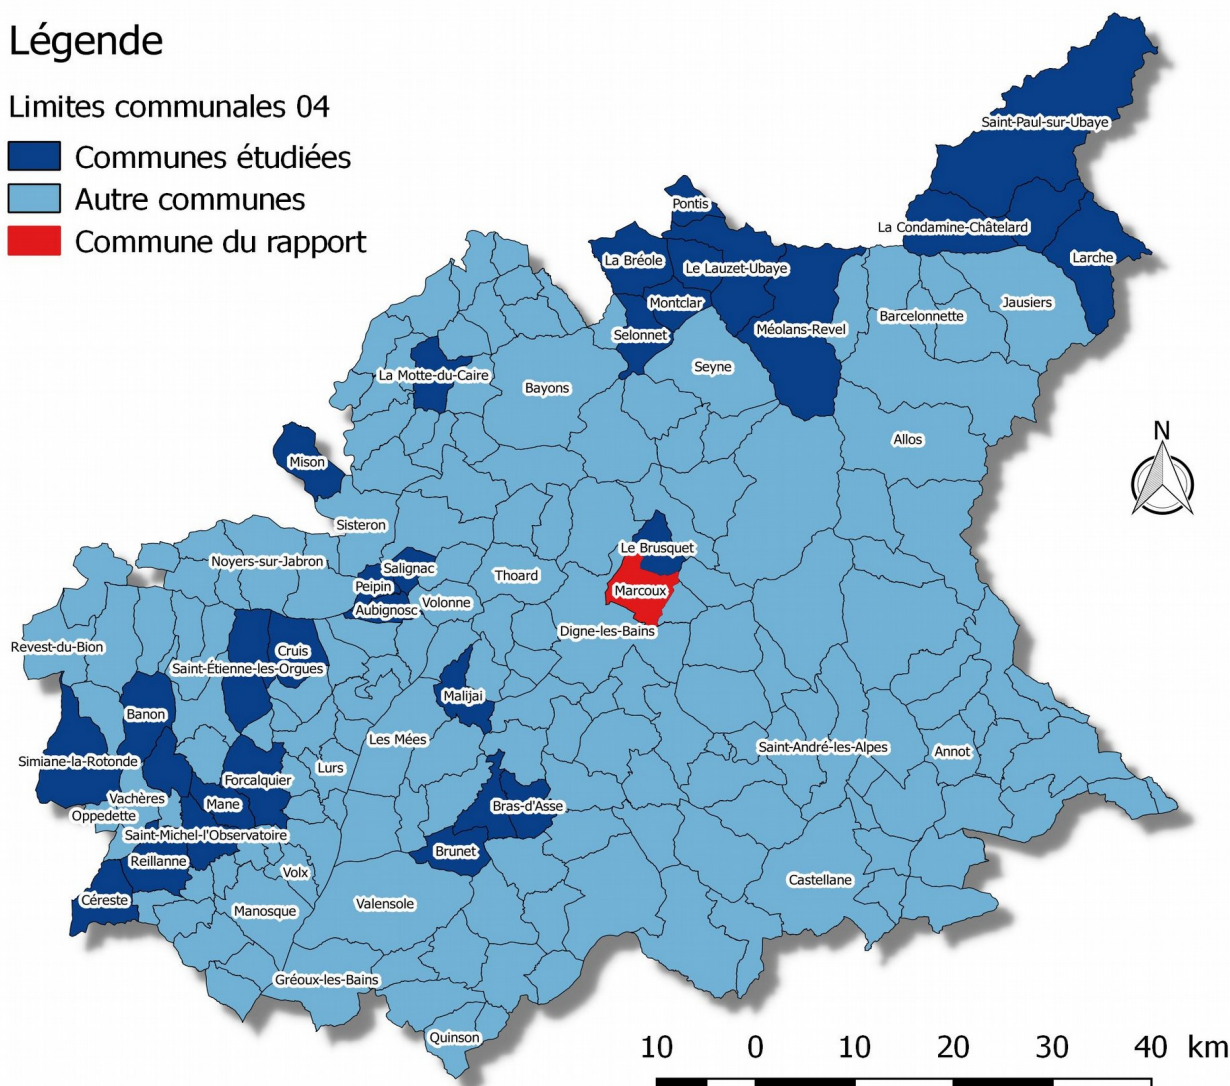 Légende
Limites communales 04
Communes étudiées
Autre communes
Commune du rapport
Saint-Paul-sur-Ubaye
Pontis
La Condamine-Châtelard
La Bréole
Le Lauzet-Ubaye
Larche
Montclar
Jausiers
Barcelonnette
Selonnet
Méolans-Revel
Seyne
La Motte-du-Caire
Bayons
Allos
N
Mison
Sisteron
Le Brusquet
Noyers-sur-Jabron
Salignac
Thoard
Peipin
Marcoux
Aubignosc
Volonne
Digne-les-Bains
Revest-du-Bion
Cruis
Saint-Étienne-les-Orgues
Malijai
Banon
Les Mées
Saint-André-les-Alpes
Annot
Simiane-la-Rotonde
Lurs
Forcalquier
Vachères
Mane
Bras-d'Asse
Oppedette
Saint-Michel-l'Observatoire
Brunet
Reillanne
Volx
Castellane
Céreste
Valensole
Manosque
Gréoux-les-Bains
Quinson
10 0 10 20 30 40 km